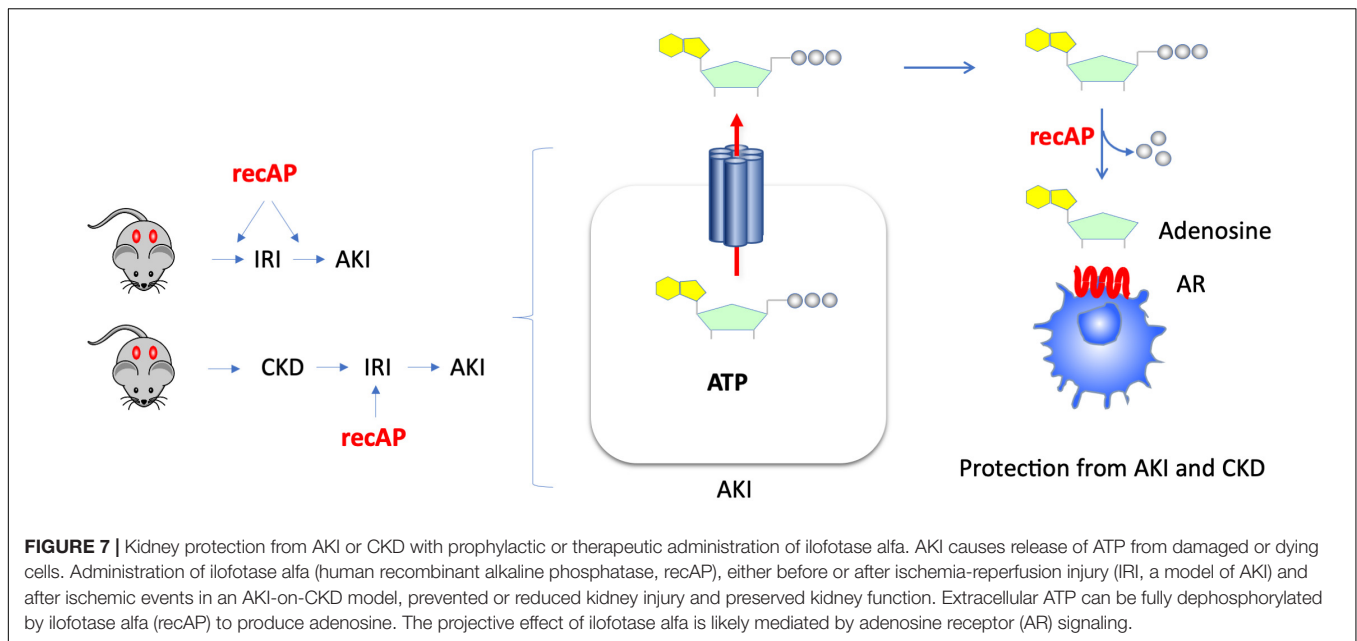 recAP
IRI
AKI
CKD
IRI
AKI
recAP
ATP
AKI
recAP
Adenosine
AR
Protection from AKI and CKD
FIGURE 7 | Kidney protection from AKI or CKD with prophylactic or therapeutic administration of ilofotase alfa. AKI causes release of ATP from damaged or dying
cells. Administration of ilofotase alfa (human recombinant alkaline phosphatase, recAP), either before or after ischemia-reperfusion injury (IRI, a model of AKI) and
after ischemic events in an AKI-on-CKD model, prevented or reduced kidney injury and preserved kidney function. Extracellular ATP can be fully dephosphorylated
by ilofotase alfa (recAP) to produce adenosine. The projective effect of ilofotase alfa is likely mediated by adenosine receptor (AR) signaling.